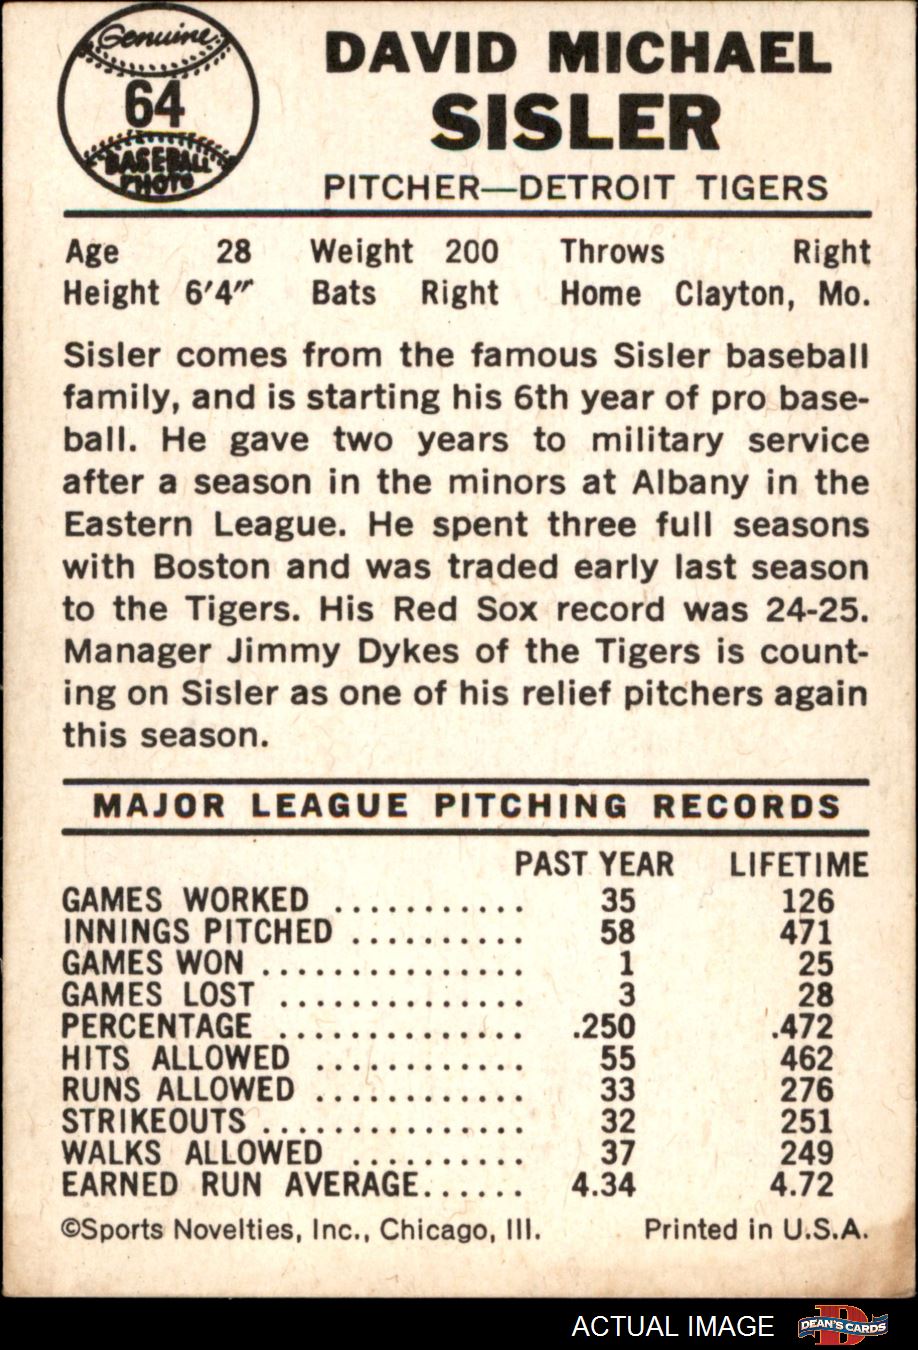 Genuine
64
BASEBALL
PHOTO
DAVID MICHAEL
SISLER
PITCHER—DETROIT TIGERS
Age 28 Weight 200 Throws Right
Height 6'4" Bats Right Home Clayton, Mo.
Sisler comes from the famous Sisler baseball
family, and is starting his 6th year of pro base-
ball. He gave two years to military service
after a season in the minors at Albany in the
Eastern League. He spent three full seasons
with Boston and was traded early last season
to the Tigers. His Red Sox record was 24-25.
Manager Jimmy Dykes of the Tigers is count-
ing on Sisler as one of his relief pitchers again
this season.
MAJOR LEAGUE PITCHING RECORDS
PAST YEAR LIFETIME
GAMES WORKED ........... 35 126
INNINGS PITCHED .......... 58 471
GAMES WON ............... 1 25
GAMES LOST .............. 3 28
PERCENTAGE .............. .250 .472
HITS ALLOWED ............ 55 462
RUNS ALLOWED ............ 33 276
STRIKEOUTS ............... 32 251
WALKS ALLOWED .......... 37 249
EARNED RUN AVERAGE...... 4.34 4.72
©Sports Novelties, Inc., Chicago, Ill. Printed in U.S.A.
ACTUAL IMAGE DEAN'S CARDS